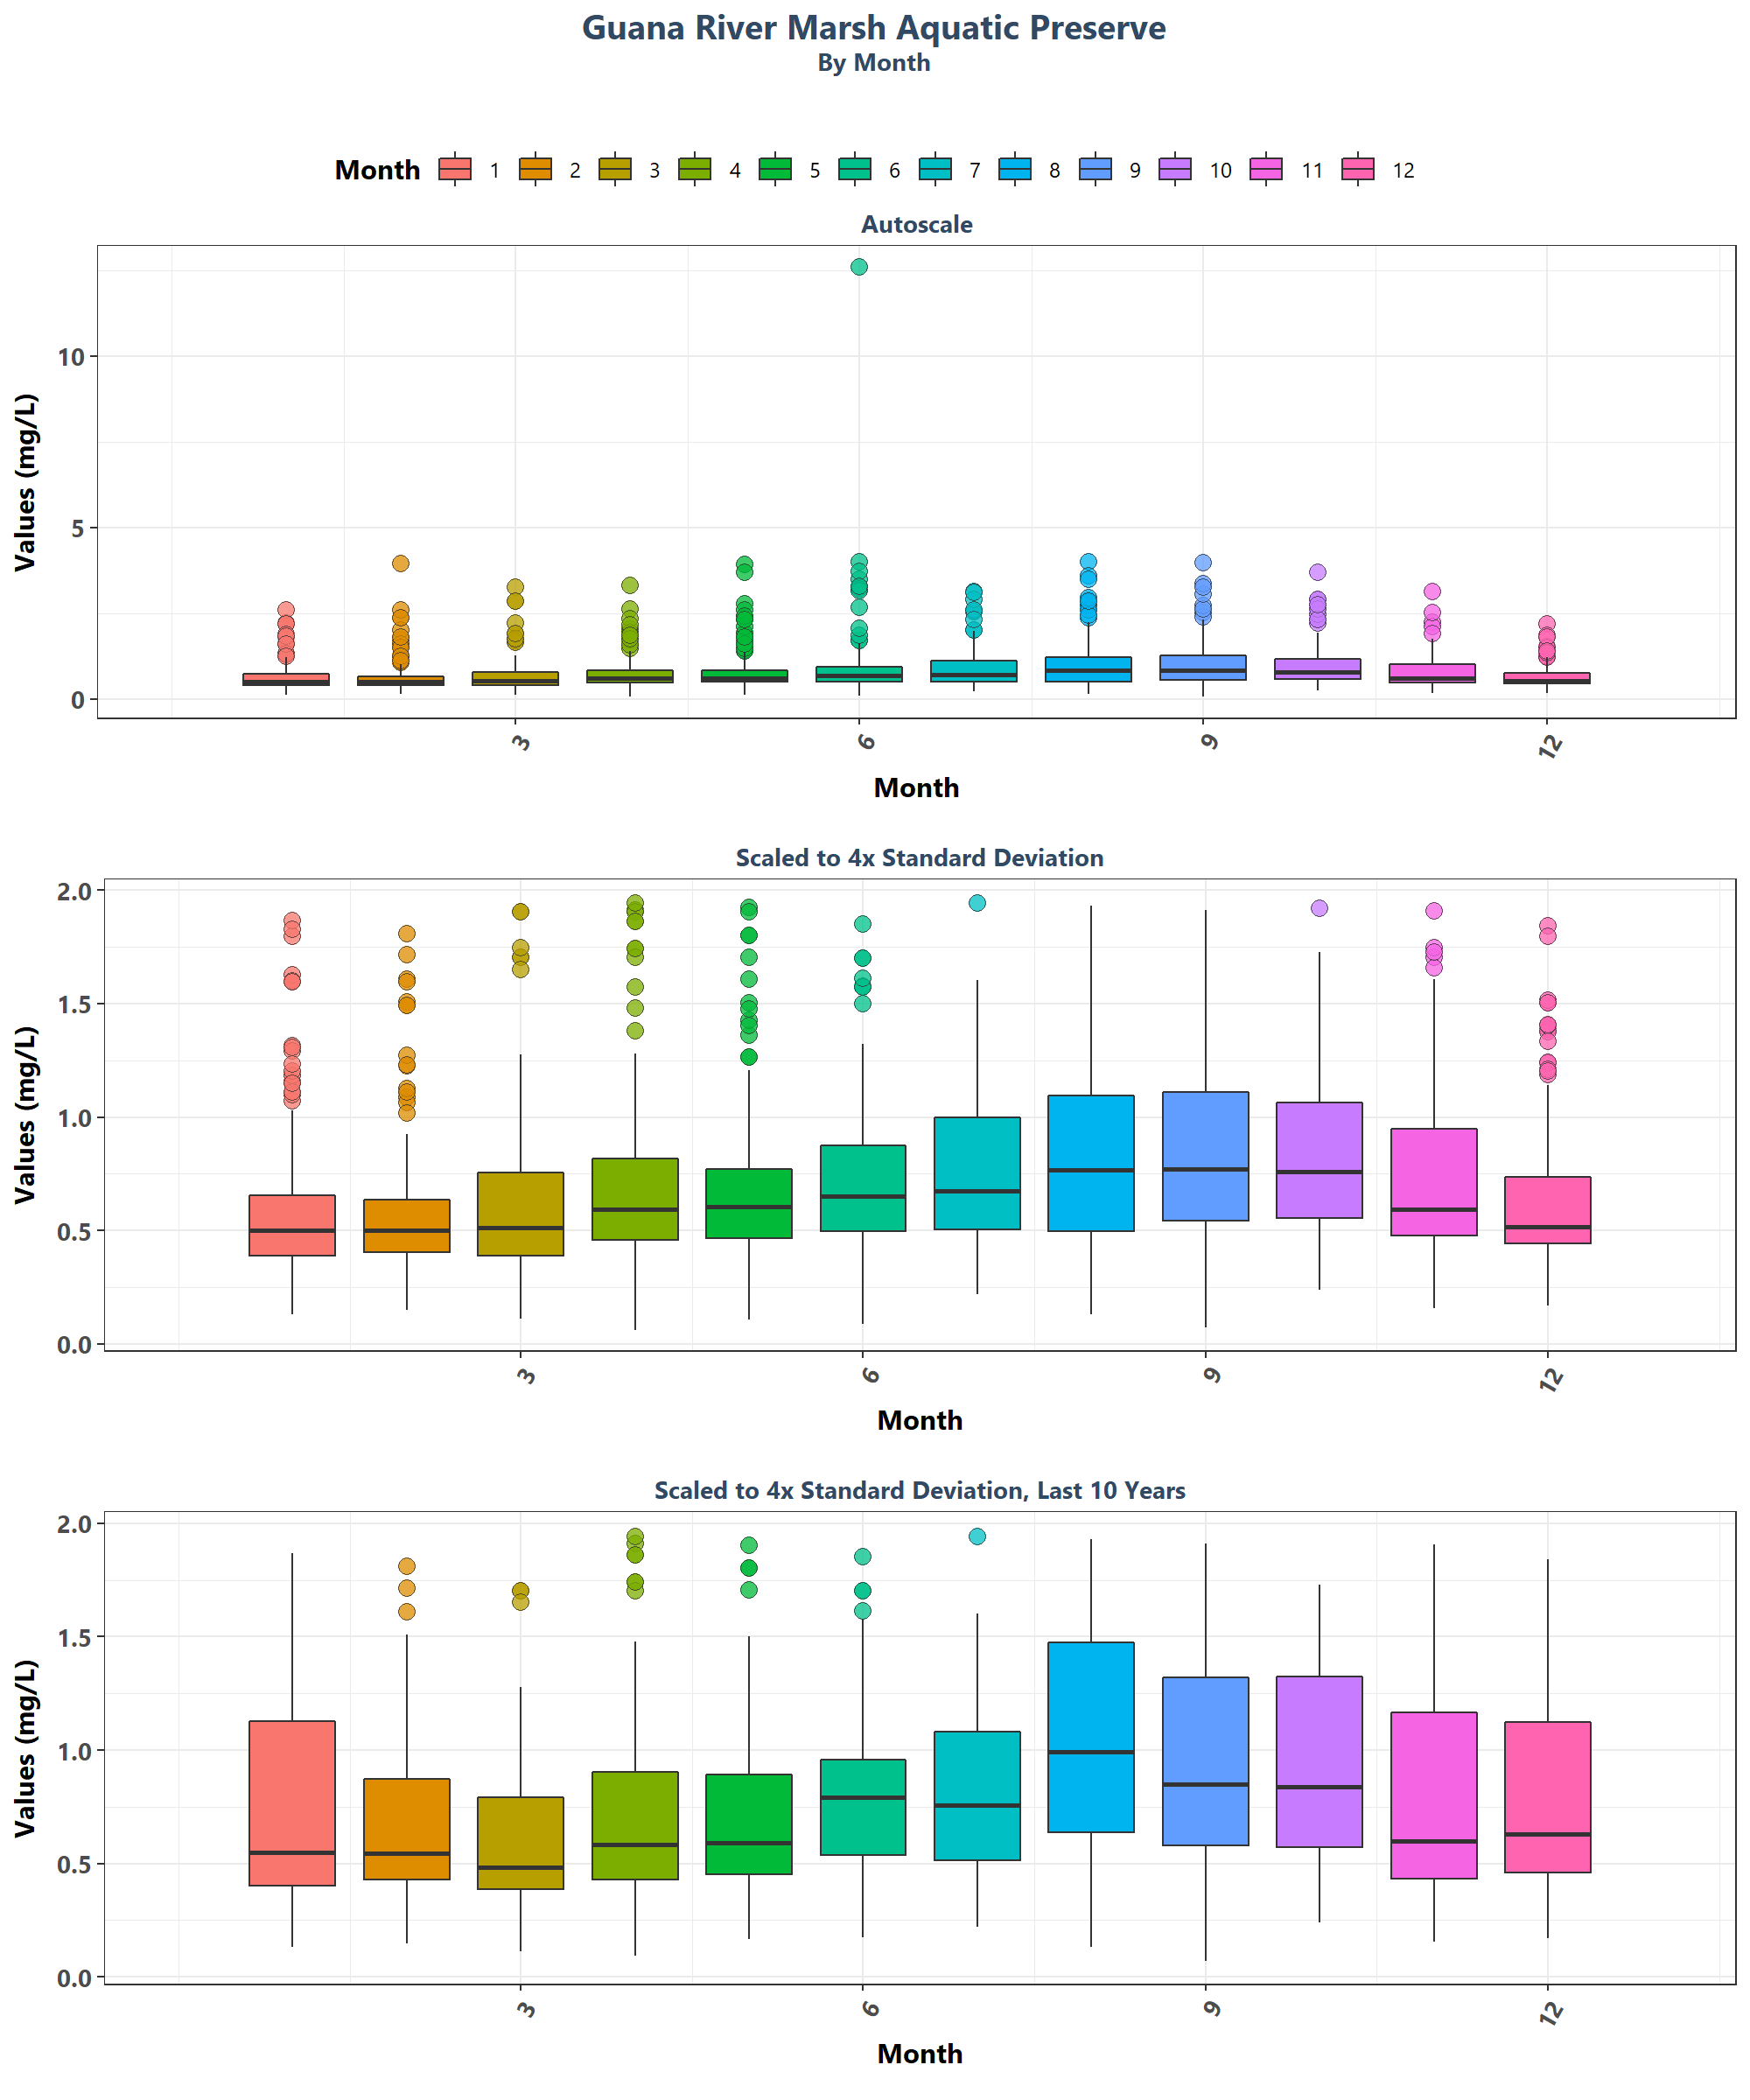 Guana River Marsh Aquatic Preserve
By Month
Month 1 2 3 4 5 6 7 8 9 10 11 12
Autoscale
Values (mg/L)
10
5
0
3 6 9 12
Month
Scaled to 4x Standard Deviation
Values (mg/L)
2.0
1.5
1.0
0.5
0.0
3 6 9 12
Month
Scaled to 4x Standard Deviation, Last 10 Years
Values (mg/L)
2.0
1.5
1.0
0.5
0.0
3 6 9 12
Month